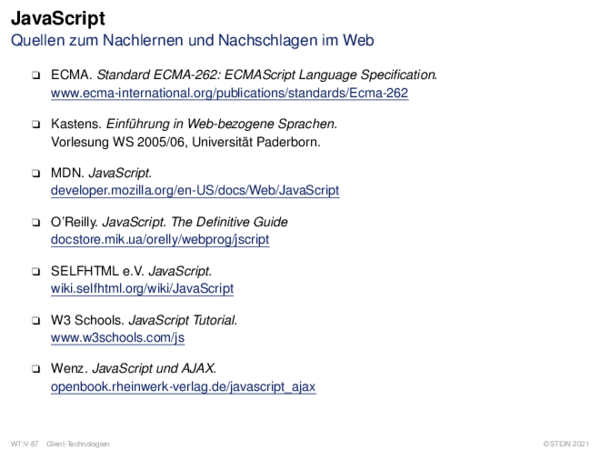 JavaScript
Quellen zum Nachlernen und Nachschlagen im Web
❑ ECMA. Standard ECMA-262: ECMAScript Language Specification.
www.ecma-international.org/publications/standards/Ecma-262
❑ Kastens. Einführung in Web-bezogene Sprachen.
Vorlesung WS 2005/06, Universität Paderborn.
❑ MDN. JavaScript.
developer.mozilla.org/en-US/docs/Web/JavaScript
❑ O'Reilly. JavaScript. The Definitive Guide
docstore.mik.ua/orelly/webprog/jscript
❑ SELFHTML e.V. JavaScript.
wiki.selfhtml.org/wiki/JavaScript
❑ W3 Schools. JavaScript Tutorial.
www.w3schools.com/js
❑ Wenz. JavaScript und AJAX.
openbook.rheinwerk-verlag.de/javascript_ajax
WT:V-87 Client-Technologien ©STEIN 2021